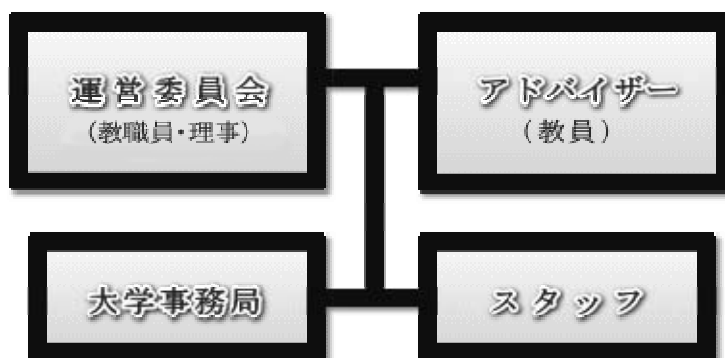 運営委員会
(教職員・理事)
アドバイザー
(教員)
大学事務局
スタッフ